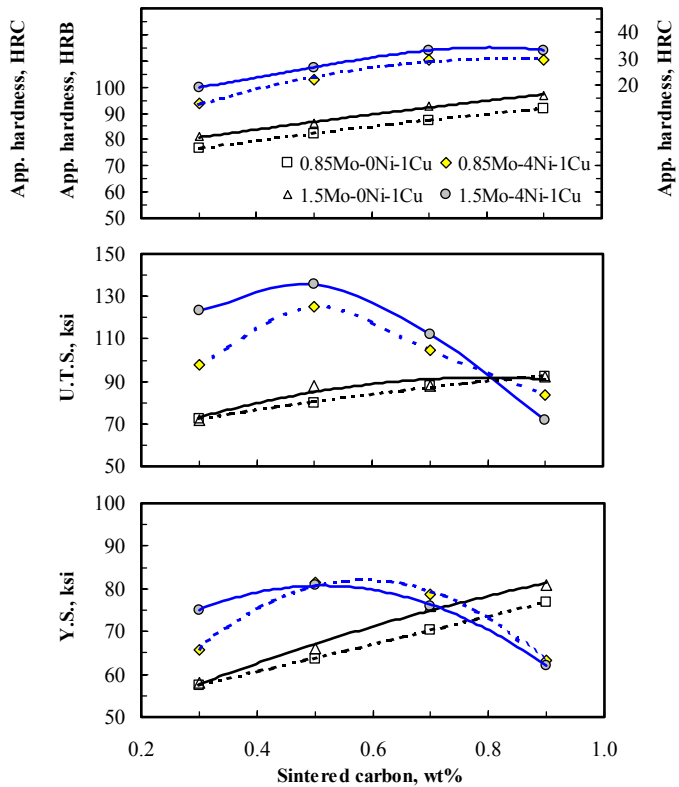 App. hardness, HRC
App. hardness, HRB
100
90
80
70
60
50
40
30
20
App. hardness, HRC
0.85Mo-0Ni-1Cu
0.85Mo-4Ni-1Cu
1.5Mo-0Ni-1Cu
1.5Mo-4Ni-1Cu
U.T.S., ksi
150
130
110
90
70
50
Y.S., ksi
100
90
80
70
60
50
0.2 0.4 0.6 0.8 1.0
Sintered carbon, wt%